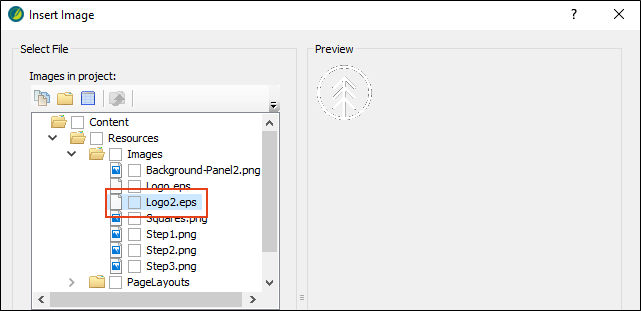 Insert Image ?
Select File
Preview
Images in project:
Content
Resources
Images
Background-Panel2.png
Logo.eps
Logo2.eps
Squares.png
Step1.png
Step2.png
Step3.png
PageLayouts